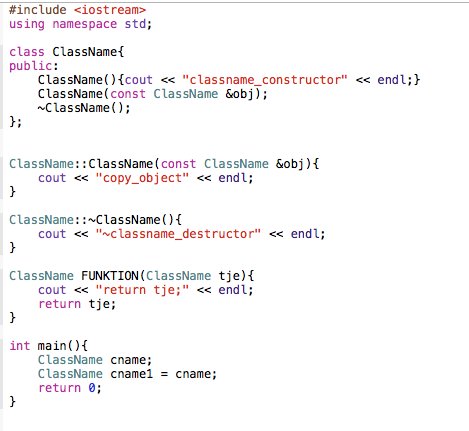 #include <iostream>
using namespace std;
class ClassName{
public:
    ClassName(){cout << "classname_constructor" << endl;}
    ClassName(const ClassName &obj);
    ~ClassName();
};
ClassName::ClassName(const ClassName &obj){
    cout << "copy_object" << endl;
}
ClassName::~ClassName(){
    cout << "~classname_destructor" << endl;
}
ClassName FUNKTION(ClassName tje){
    cout << "return tje;" << endl;
    return tje;
}
int main(){
    ClassName cname;
    ClassName cname1 = cname;
    return 0;
}